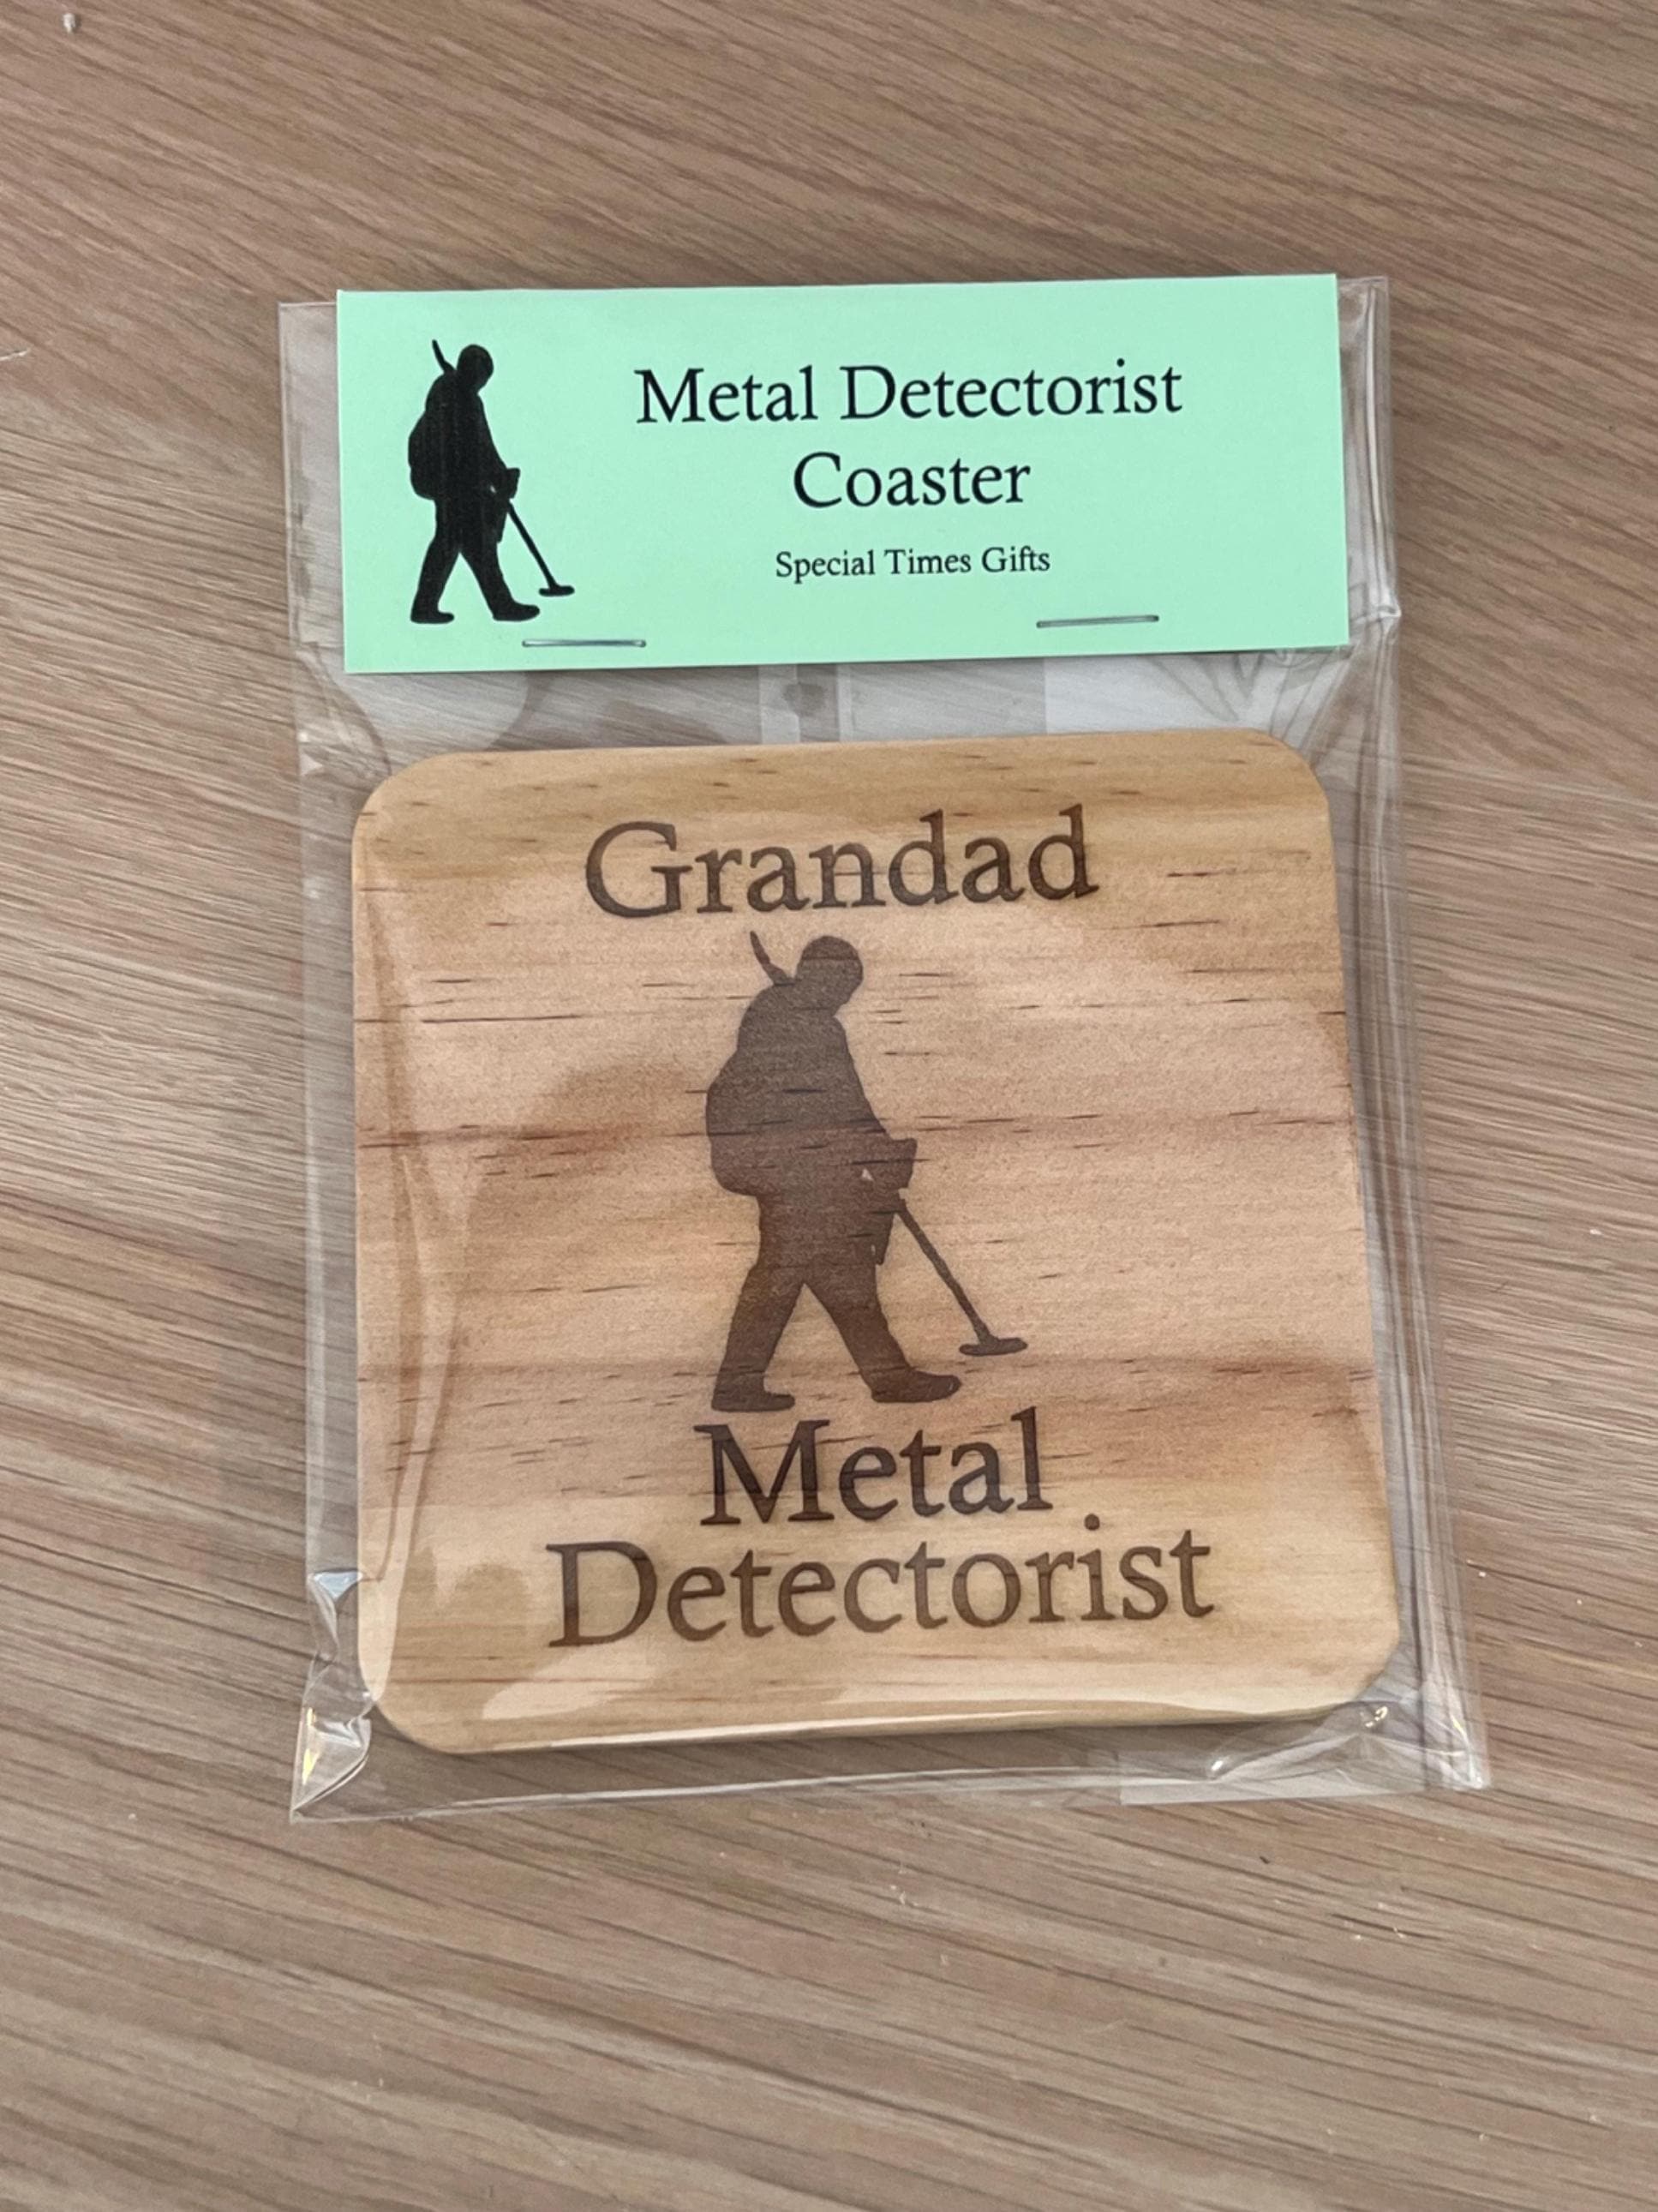 Metal Detectorist
Coaster
Special Times Gifts
Grandad
Metal
Detectorist